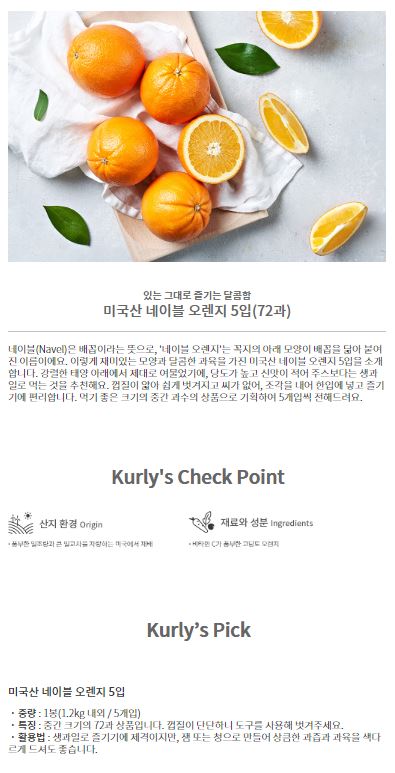 있는 그대로 즐기는 달콤함
미국산 네이블 오렌지 5입(72과)
네이블(Navel)은 배꼽이라는 뜻으로, '네이블 오렌지'는 꼭지의 아래 모양이 배꼽을 닮아 붙여
진 이름이에요. 이렇게 재미있는 모양과 달콤한 과육을 가진 미국산 네이블 오렌지 5입을 소개
합니다. 강렬한 태양 아래에서 제대로 여물었기에, 당도가 높고 신맛이 적어 주스보다는 생과
일로 먹는 것을 추천해요. 껍질이 얇아 쉽게 벗겨지고 씨가 없어, 조각을 내어 한입에 넣고 즐기
기에 편리합니다. 먹기 좋은 크기의 중간 과수의 상품으로 기획하여 5개입씩 전해드려요.
Kurly's Check Point
산지 환경 Origin
• 풍부한 일조량과 큰 일교차를 자랑하는 미국에서 재배
재료와 성분 Ingredients
• 비타민 C가 풍부한 고당도 오렌지
Kurly's Pick
미국산 네이블 오렌지 5입
• 중량 : 1봉(1.2kg 내외 / 5개입)
• 특징 : 중간 크기의 72과 상품입니다. 껍질이 단단하니 도구를 사용해 벗겨주세요.
• 활용법 : 생과일로 즐기기에 제격이지만, 잼 또는 청으로 만들어 상큼한 과즙과 과육을 색다
르게 드셔도 좋습니다.